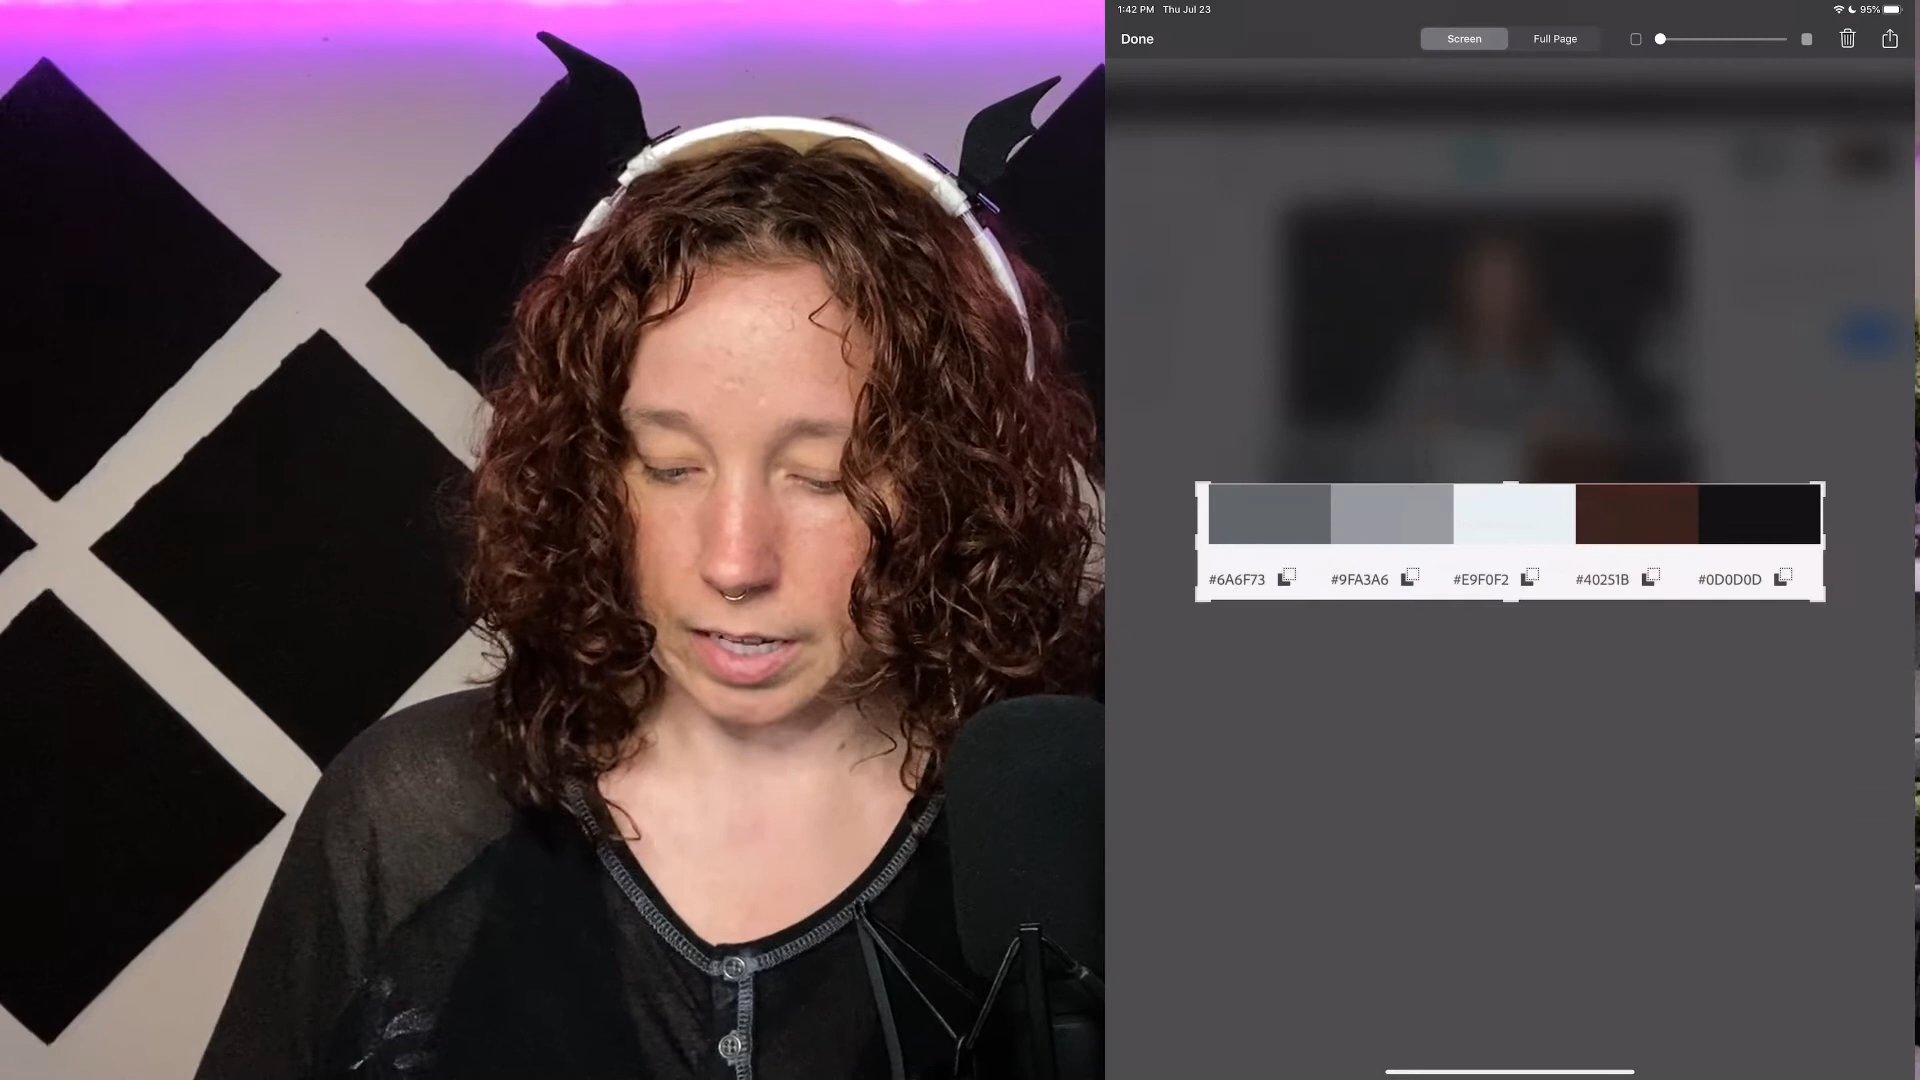 1:42 PM Thu Jul 23
95%
Done
Screen
Full Page
#6A6F73
#9FA3A6
#E9F0F2
#40251B
#0D0D0D